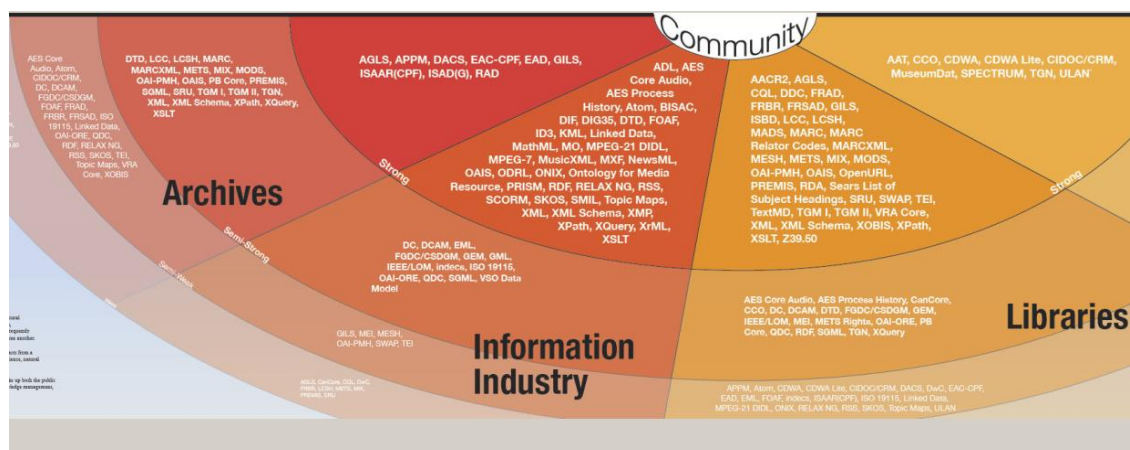 Community
AES Core
Audio, Atom,
CIDOC/CRM,
DC, DCAM,
FGDC/CSDGM,
FOAF, FRAD,
FRBR, FRSAD, ISO
19115, Linked Data,
OAI-ORE, QDC,
RDF, RELAX NG,
RSS, SKOS, TEI,
Topic Maps, VRA
Core, XOBIS
DTD, LCC, LCSH, MARC,
MARCXML, METS, MIX, MODS,
OAI-PMH, OAIS, PB Core, PREMIS,
SGML, SRU, TGM I, TGM II, TGN,
XML, XML Schema, XPath, XQuery,
XSLT
AGLS, APPM, DACS, EAC-CPF, EAD, GILS,
ISAAR(CPF), ISAD(G), RAD
Archives
Strong
Semi-Strong
Semi-Weak
ADL, AES
Core Audio,
AES Process
History, Atom, BISAC,
DIF, DIG35, DTD, FOAF,
ID3, KML, Linked Data,
MathML, MO, MPEG-21 DIDL,
MPEG-7, MusicXML, MXF, NewsML,
OAIS, ODRL, ONIX, Ontology for Media
Resource, PRISM, RDF, RELAX NG, RSS,
SCORM, SKOS, SMIL, Topic Maps,
XML, XML Schema, XMP,
XPath, XQuery, XrML,
XSLT
DC, DCAM, EML,
FGDC/CSDGM, GEM, GML,
IEEE/LOM, indecs, ISO 19115,
OAI-ORE, QDC, SGML, VSO Data
Model
GILS, MEI, MESH,
OAI-PMH, SWAP, TEI
AGLS, CanCore, CQL, DwC,
FRBR, LCSH, METS, MIX,
PREMIS, SRU
Information
Industry
AACR2, AGLS,
CQL, DDC, FRAD,
FRBR, FRSAD, GILS,
ISBD, LCC, LCSH,
MADS, MARC, MARC
Relator Codes, MARCXML,
MESH, METS, MIX, MODS,
OAI-PMH, OAIS, OpenURL,
PREMIS, RDA, Sears List of
Subject Headings, SRU, SWAP, TEI,
TextMD, TGM I, TGM II, VRA Core,
XML, XML Schema, XOBIS, XPath,
XSLT, Z39.50
AES Core Audio, AES Process History, CanCore,
CCO, DC, DCAM, DTD, FGDC/CSDGM, GEM,
IEEE/LOM, MEI, METS Rights, OAI-ORE, PB
Core, QDC, RDF, SGML, TGN, XQuery
APPM, Atom, CDWA, CDWA Lite, CIDOC/CRM, DACS, DwC, EAC-CPF,
EAD, EML, FOAF, indecs, ISAAR(CPF), ISO 19115, Linked Data,
MPEG-21 DIDL, ONIX, RELAX NG, RSS, SKOS, Topic Maps, ULAN
Libraries
AAT, CCO, CDWA, CDWA Lite, CIDOC/CRM,
MuseumDat, SPECTRUM, TGN, ULAN
Strong